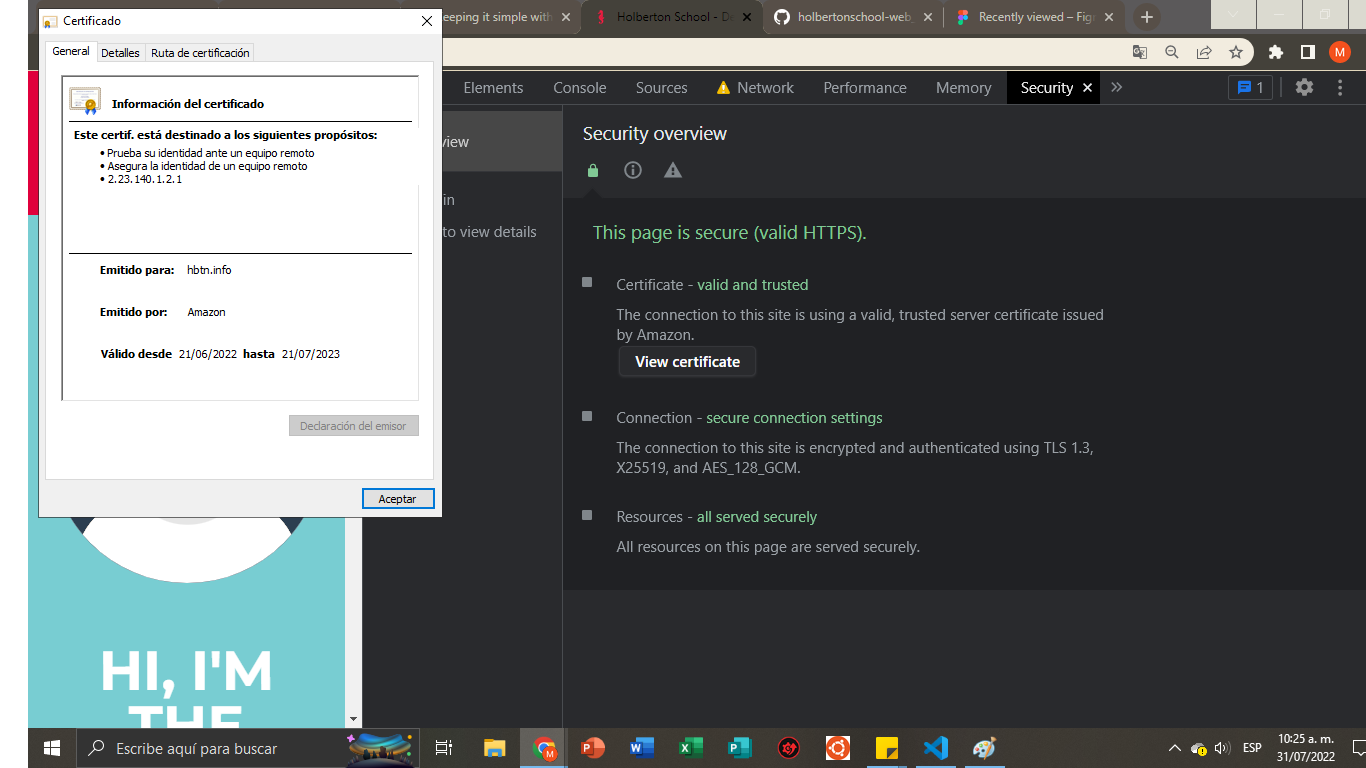 Certificado
eeping it simple with
Holberton School - De
holbertonschool-web_
Recently viewed – Figm
General
Detalles
Ruta de certificación
M
Información del certificado
Este certif. está destinado a los siguientes propósitos:
• Prueba su identidad ante un equipo remoto
• Asegura la identidad de un equipo remoto
• 2.23.140.1.2.1
Emitido para: hbtn.info
Emitido por: Amazon
Válido desde 21/06/2022 hasta 21/07/2023
Declaración del emisor
Aceptar
Elements
Console
Sources
Network
Performance
Memory
Security
1
view
in
to view details
Security overview
This page is secure (valid HTTPS).
Certificate - valid and trusted
The connection to this site is using a valid, trusted server certificate issued
by Amazon.
View certificate
Connection - secure connection settings
The connection to this site is encrypted and authenticated using TLS 1.3,
X25519, and AES_128_GCM.
Resources - all served securely
All resources on this page are served securely.
HI, I'M
THE
Escribe aquí para buscar
ESP
10:25 a. m.
31/07/2022